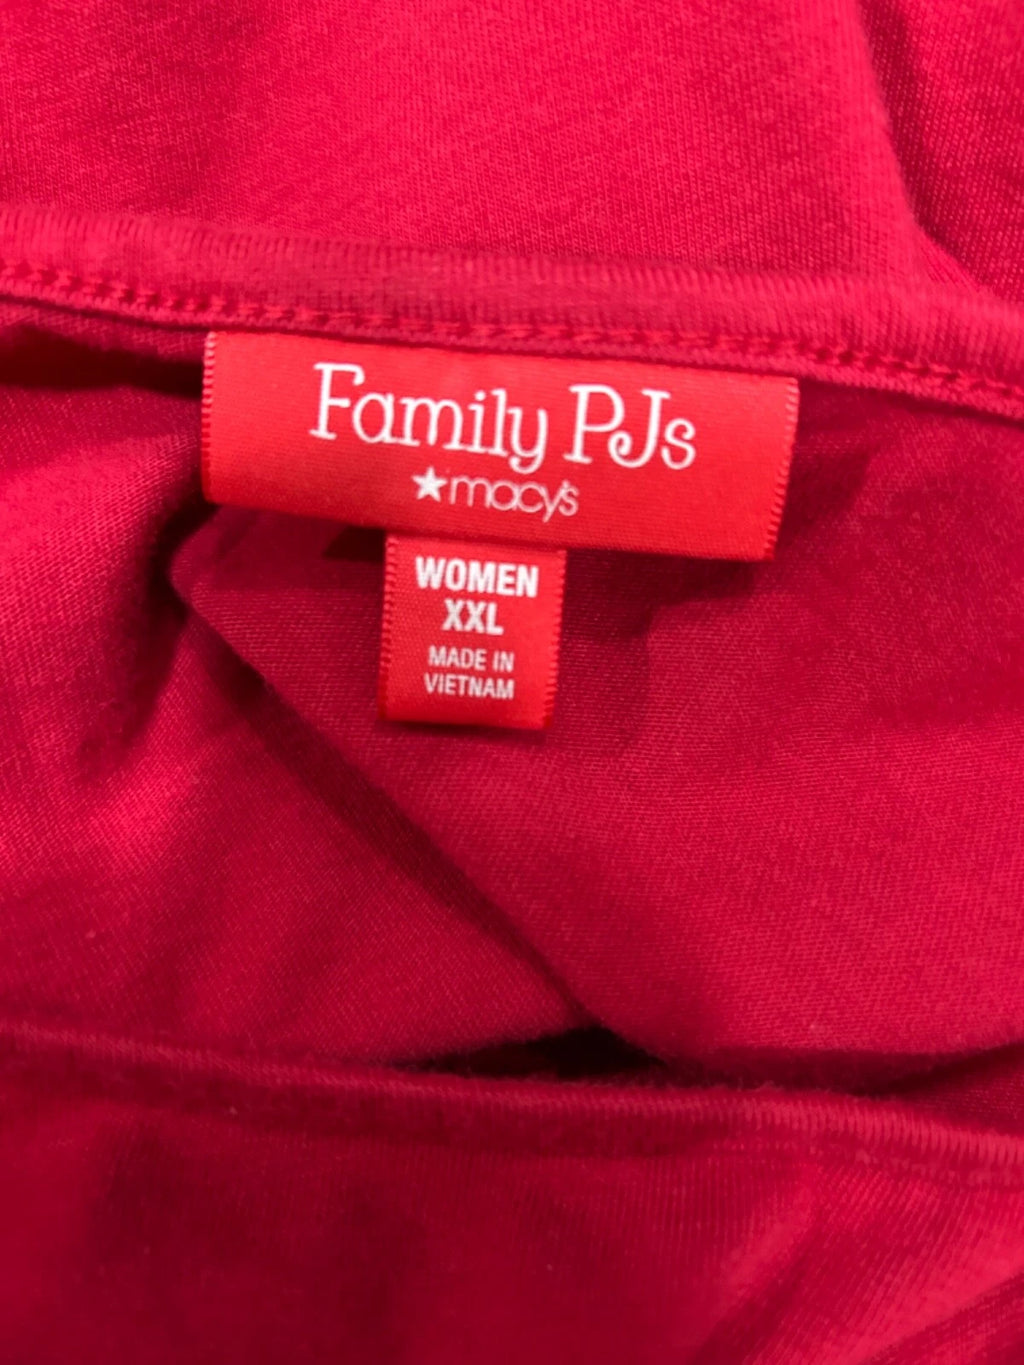 Family PJs
★macy's
WOMEN
XXL
MADE IN
VIETNAM